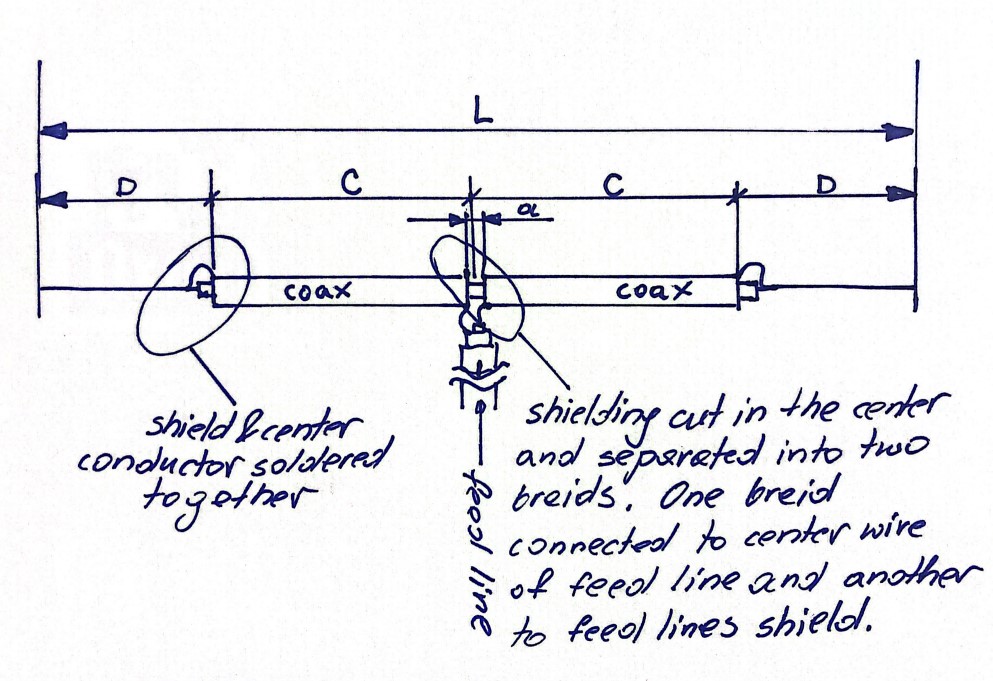 L
D C C D
a
coax coax
shield & center
conductor soldered
together
feed line
shielding cut in the center
and separated into two
breids. One breid
connected to center wire
of feed line and another
to feed lines shield.